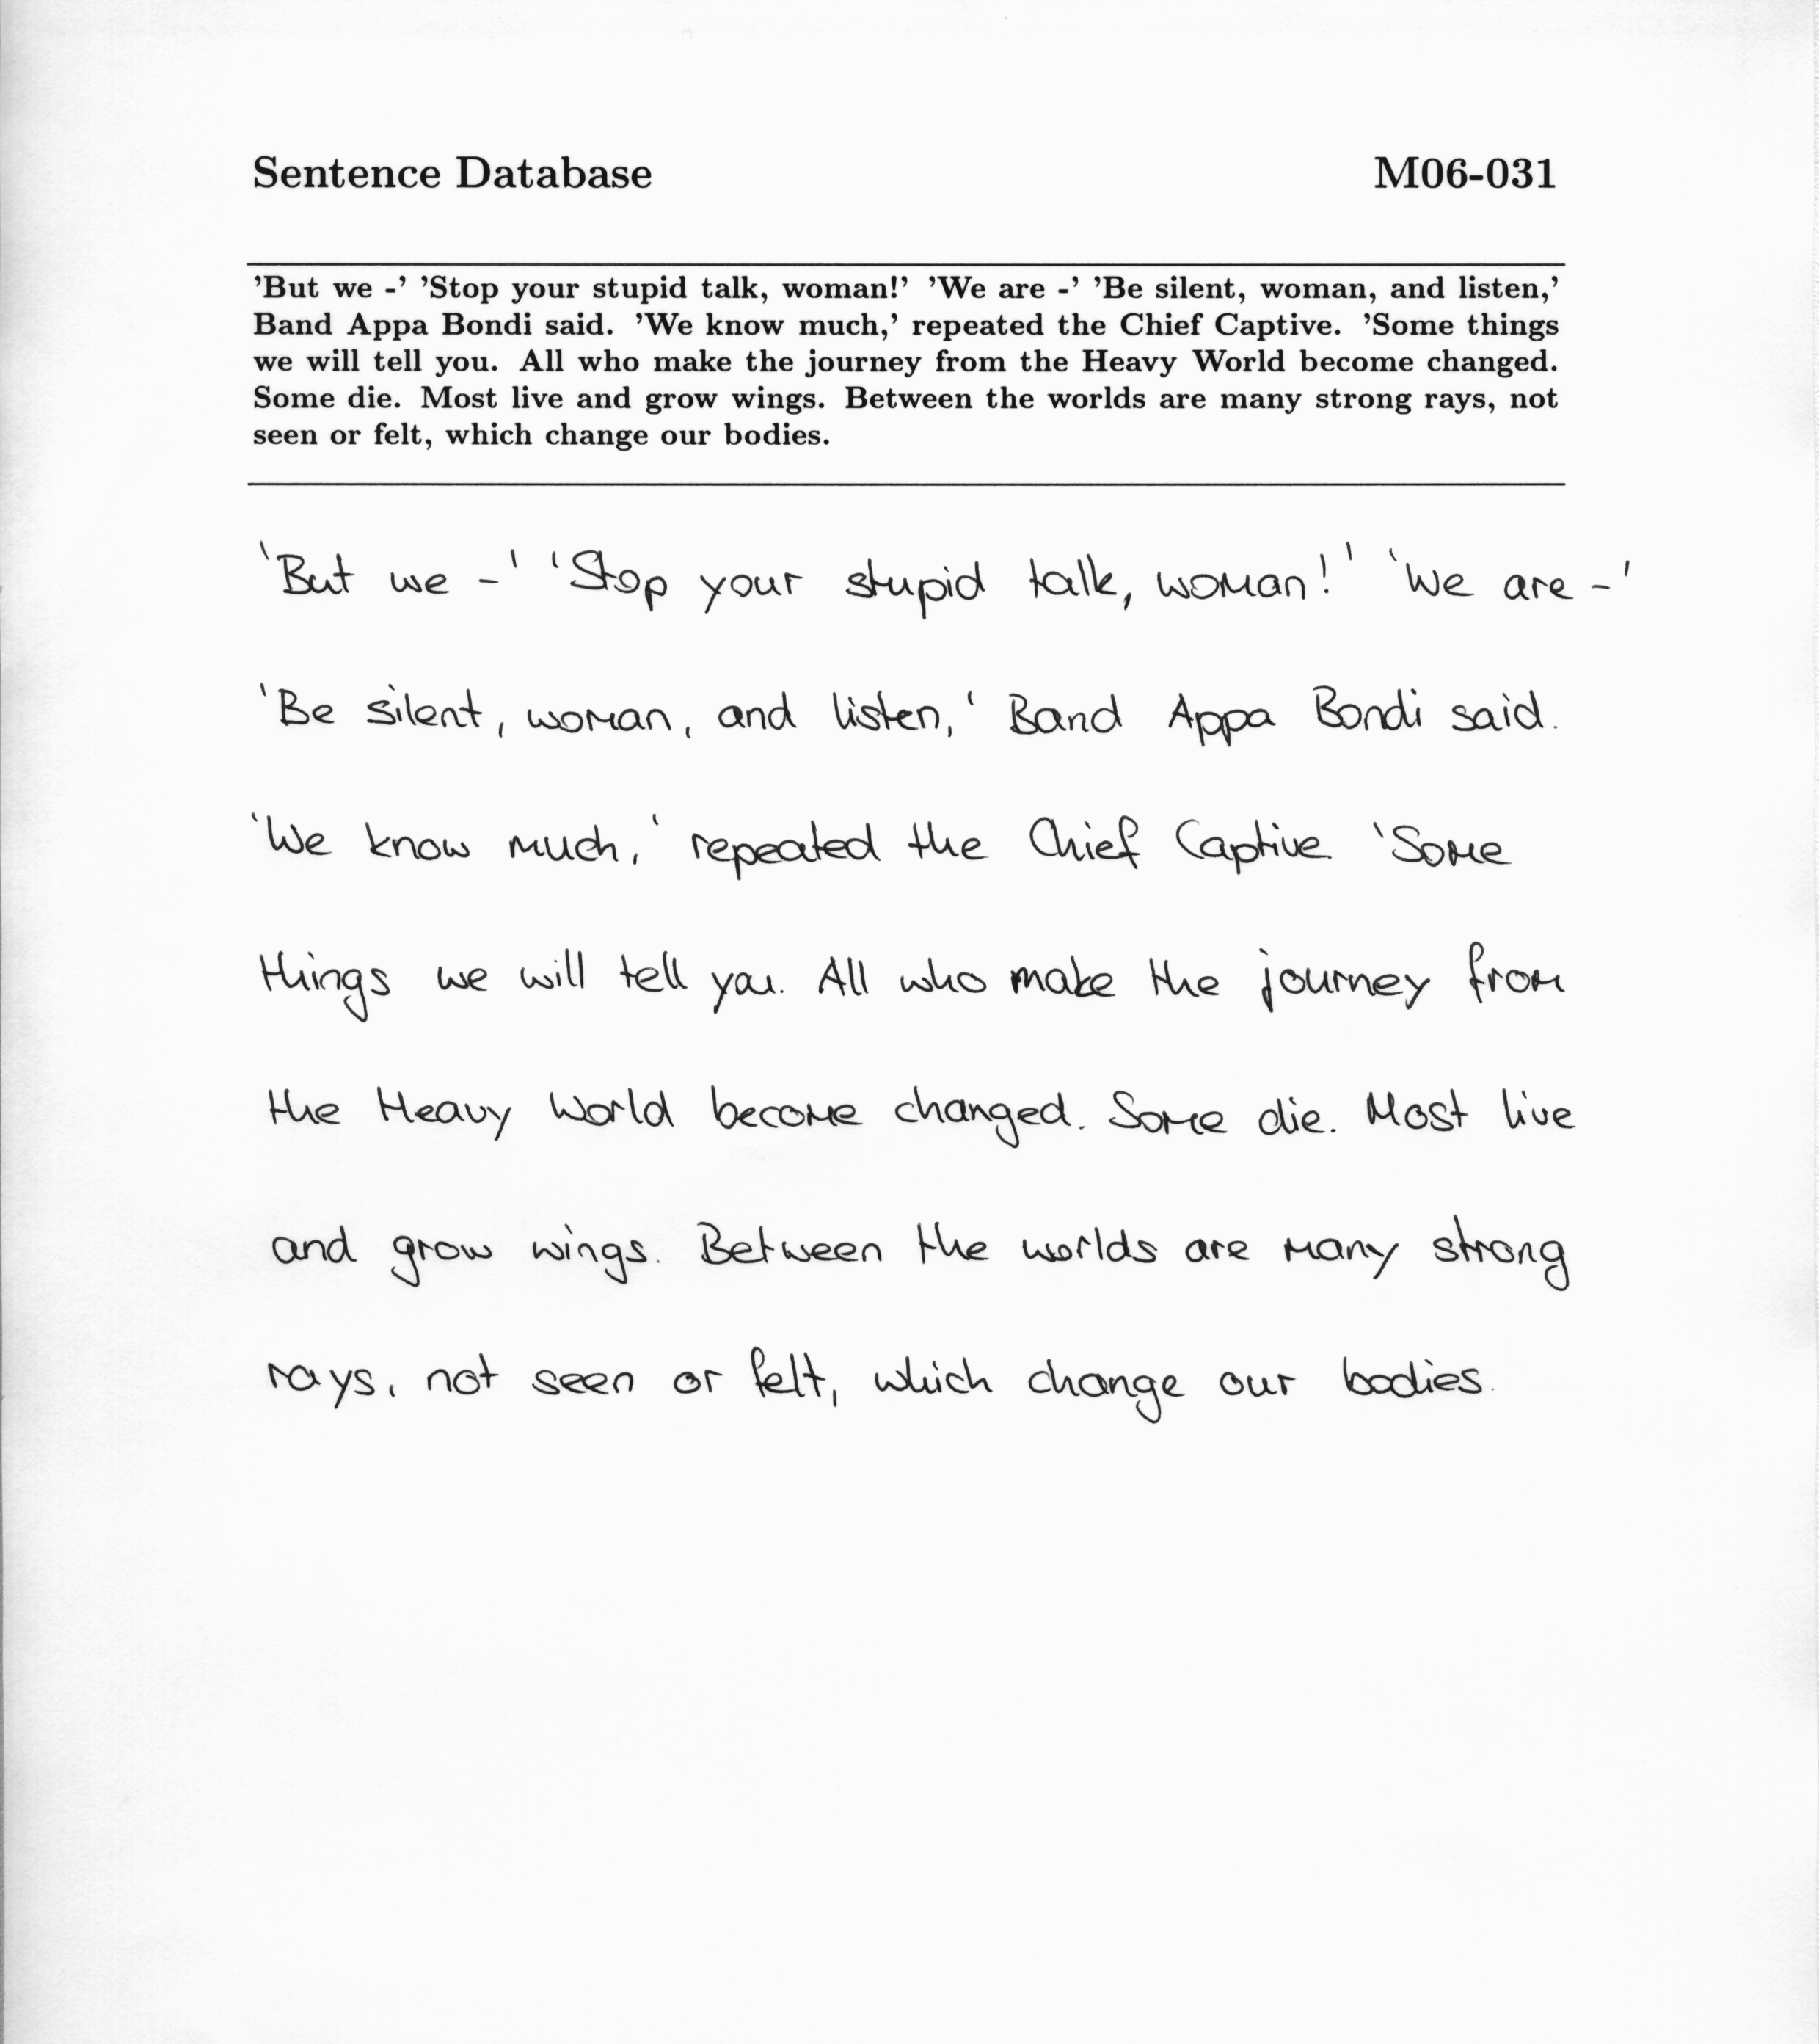 Sentence Database M06-031
'But we -' 'Stop your stupid talk, woman!' 'We are -' 'Be silent, woman, and listen,'
Band Appa Bondi said. 'We know much,' repeated the Chief Captive. 'Some things
we will tell you. All who make the journey from the Heavy World become changed.
Some die. Most live and grow wings. Between the worlds are many strong rays, not
seen or felt, which change our bodies.
'But we -' 'Stop your stupid talk, woman!' 'We are -'
'Be silent, woman, and listen,' Band Appa Bondi said.
'We know much,' repeated the Chief Captive. 'Some
things we will tell you. All who make the journey from
the Heavy World become changed. Some die. Most live
and grow wings. Between the worlds are many strong
rays, not seen or felt, which change our bodies.